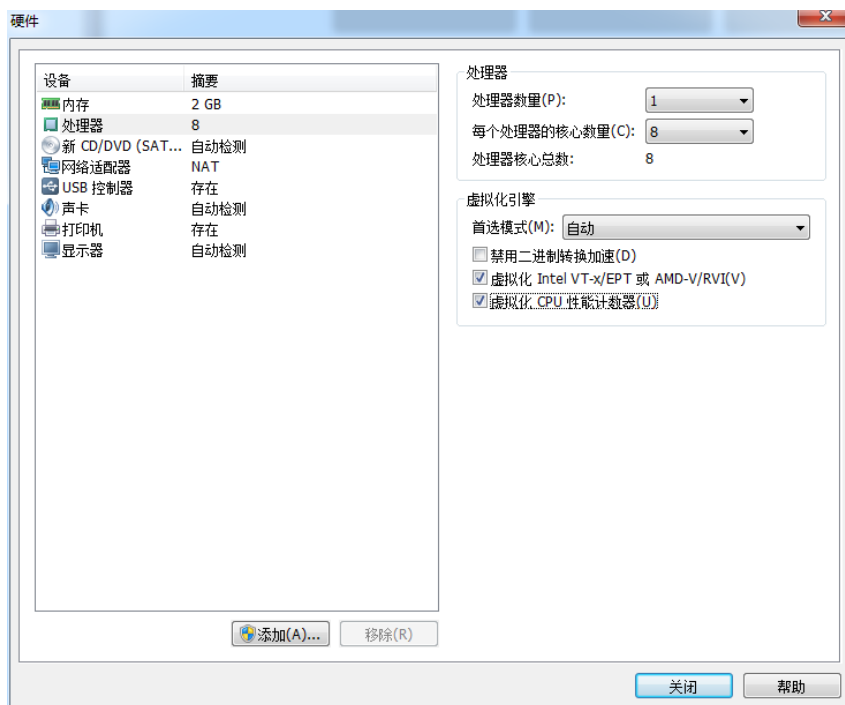 硬件
设备 摘要
内存 2 GB
处理器 8
新 CD/DVD (SAT... 自动检测
网络适配器 NAT
USB 控制器 存在
声卡 自动检测
打印机 存在
显示器 自动检测
添加(A)... 移除(R)
处理器
处理器数量(P): 1
每个处理器的核心数量(C): 8
处理器核心总数: 8
虚拟化引擎
首选模式(M): 自动
禁用二进制转换加速(D)
虚拟化 Intel VT-x/EPT 或 AMD-V/RVI(V)
虚拟化 CPU 性能计数器(U)
关闭 帮助